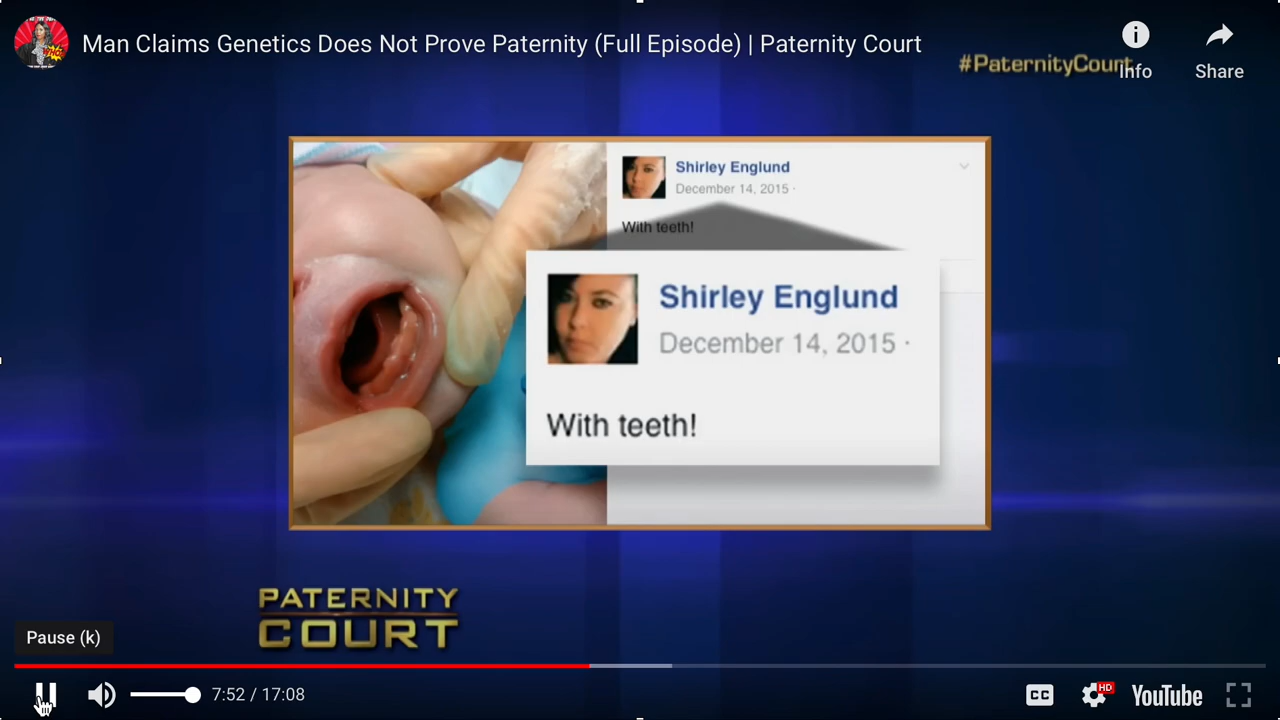 Man Claims Genetics Does Not Prove Paternity (Full Episode) | Paternity Court
#PaternityCourt
Info
Share
Shirley Englund
December 14, 2015 ·
With teeth!
Shirley Englund
December 14, 2015 ·
With teeth!
PATERNITY
COURT
Pause (k)
7:52 / 17:08
CC
HD
YouTube